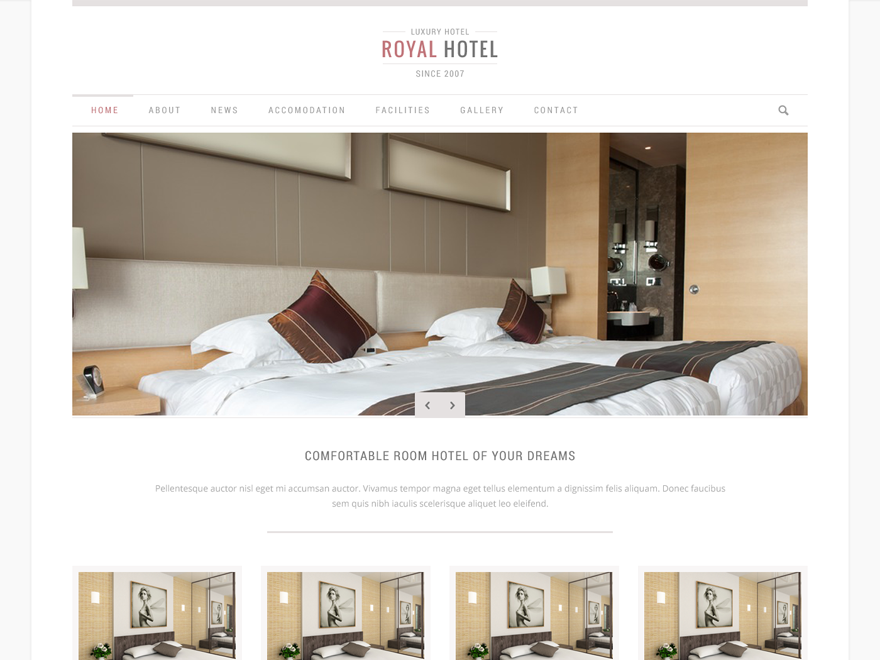 LUXURY HOTEL
ROYAL HOTEL
SINCE 2007
HOME ABOUT NEWS ACCOMODATION FACILITIES GALLERY CONTACT
COMFORTABLE ROOM HOTEL OF YOUR DREAMS
Pellentesque auctor nisl eget mi accumsan auctor. Vivamus tempor magna eget tellus elementum a dignissim felis aliquam. Donec faucibus
sem quis nibh iaculis scelerisque aliquet leo eleifend.